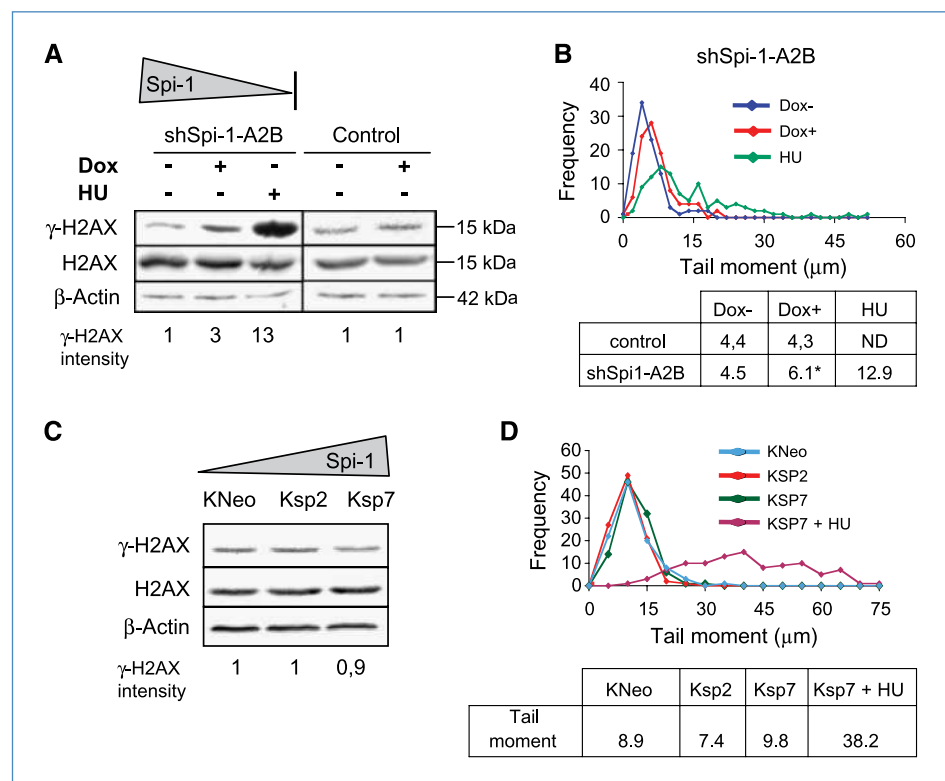 A
Spi-1
shSpi-1-A2B Control
Dox - + - - +
HU - - + - -
γ-H2AX 15 kDa
H2AX 15 kDa
β-Actin 42 kDa
γ-H2AX intensity 1 3 13 1 1
B
shSpi-1-A2B
Frequency
40
30
20
10
0
Dox-
Dox+
HU
0 15 30 45 60
Tail moment (μm)
Dox- Dox+ HU
control 4,4 4,3 ND
shSpi1-A2B 4.5 6.1* 12.9
C
Spi-1
KNeo Ksp2 Ksp7
γ-H2AX
H2AX
β-Actin
γ-H2AX intensity 1 1 0,9
D
Frequency
60
50
40
30
20
10
0
KNeo
KSP2
KSP7
KSP7 + HU
0 15 30 45 60 75
Tail moment (μm)
KNeo Ksp2 Ksp7 Ksp7 + HU
Tail moment 8.9 7.4 9.8 38.2